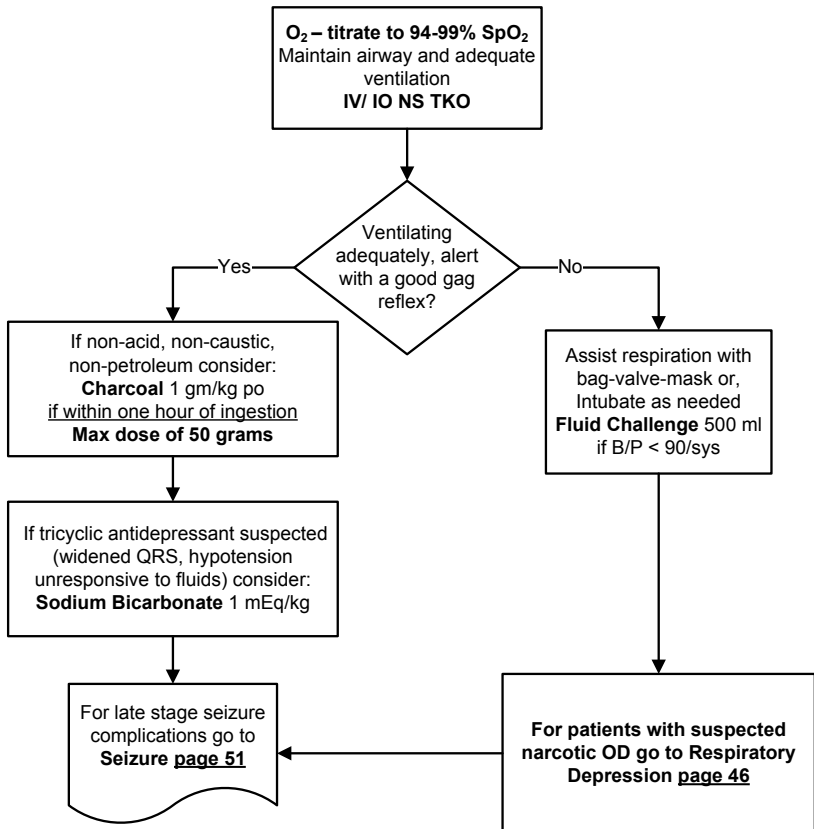 O₂ – titrate to 94-99% SpO₂
Maintain airway and adequate
ventilation
IV/ IO NS TKO
Ventilating
adequately, alert
with a good gag
reflex?
Yes
No
If non-acid, non-caustic,
non-petroleum consider:
Charcoal 1 gm/kg po
if within one hour of ingestion
Max dose of 50 grams
Assist respiration with
bag-valve-mask or,
Intubate as needed
Fluid Challenge 500 ml
if B/P < 90/sys
If tricyclic antidepressant suspected
(widened QRS, hypotension
unresponsive to fluids) consider:
Sodium Bicarbonate 1 mEq/kg
For late stage seizure
complications go to
Seizure page 51
For patients with suspected
narcotic OD go to Respiratory
Depression page 46